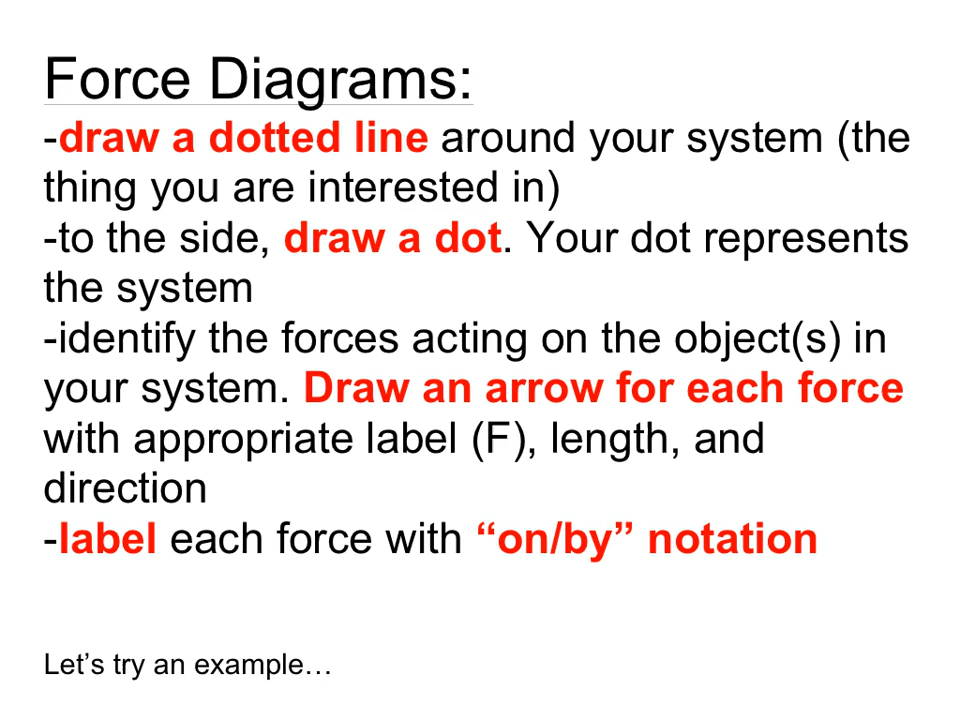 Force Diagrams:
-draw a dotted line around your system (the
thing you are interested in)
-to the side, draw a dot. Your dot represents
the system
-identify the forces acting on the object(s) in
your system. Draw an arrow for each force
with appropriate label (F), length, and
direction
-label each force with “on/by” notation
Let’s try an example…